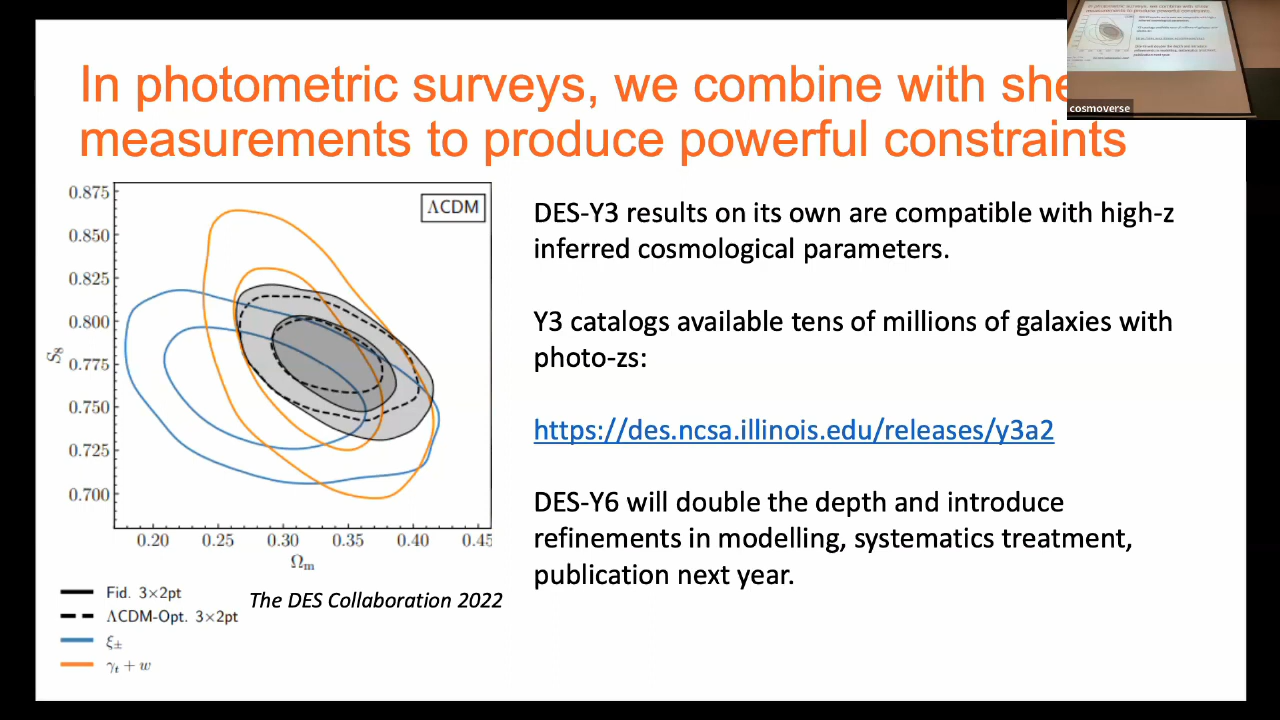 In photometric surveys, we combine with she
measurements to produce powerful constraints
cosmoverse
0.875
0.850
0.825
0.800
0.775
0.750
0.725
0.700
S₈
ΛCDM
0.20 0.25 0.30 0.35 0.40 0.45
Ωₘ
Fid. 3×2pt
ΛCDM-Opt. 3×2pt
ξ±
γₜ + w
The DES Collaboration 2022
DES-Y3 results on its own are compatible with high-z
inferred cosmological parameters.
Y3 catalogs available tens of millions of galaxies with
photo-zs:
https://des.ncsa.illinois.edu/releases/y3a2
DES-Y6 will double the depth and introduce
refinements in modelling, systematics treatment,
publication next year.